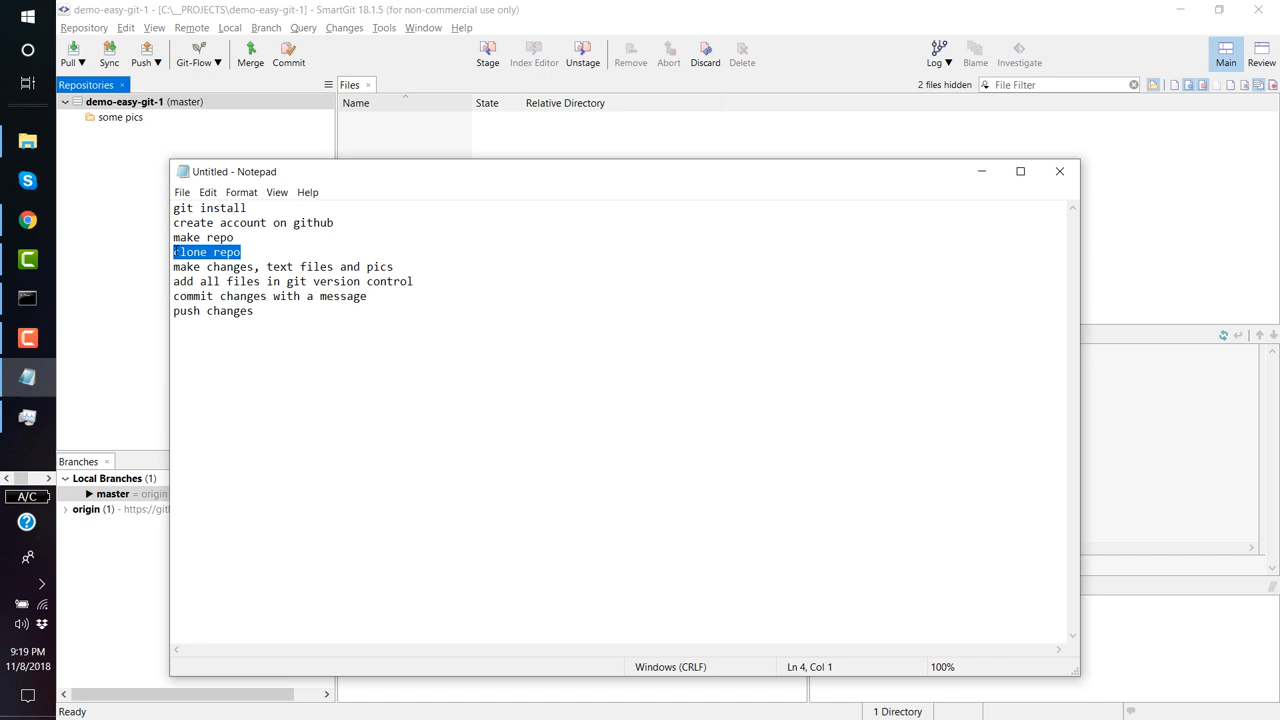 demo-easy-git-1 - [C:\__PROJECTS\demo-easy-git-1] - SmartGit 18.1.5 (for non-commercial use only)
Repository Edit View Remote Local Branch Query Changes Tools Window Help
Pull Sync Push Git-Flow Merge Commit Stage Index Editor Unstage Remove Abort Discard Delete Log Blame Investigate Main Review
Repositories
Files
2 files hidden
File Filter
demo-easy-git-1 (master)
Name State Relative Directory
some pics
Untitled - Notepad
File Edit Format View Help
git install
create account on github
make repo
clone repo
make changes, text files and pics
add all files in git version control
commit changes with a message
push changes
Branches
Local Branches (1)
master = origin
origin (1) - https://git
A/C
9:19 PM
11/8/2018
Windows (CRLF)
Ln 4, Col 1
100%
Ready
1 Directory